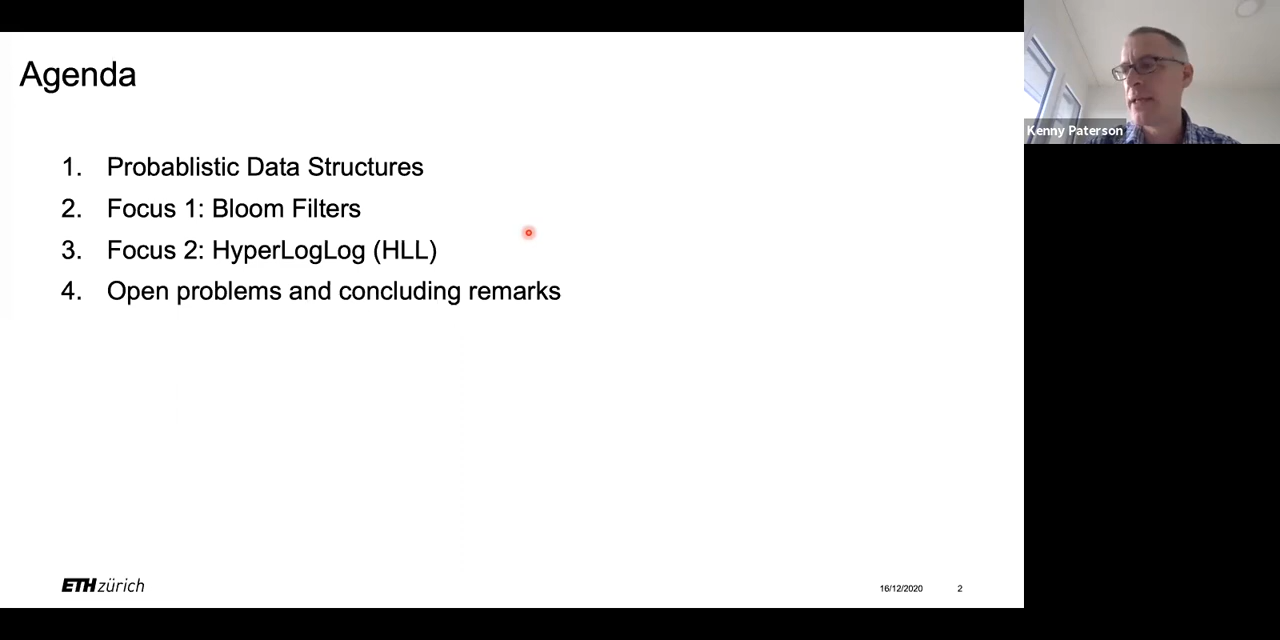 Agenda
1. Probablistic Data Structures
2. Focus 1: Bloom Filters
3. Focus 2: HyperLogLog (HLL)
4. Open problems and concluding remarks
ETH zürich
16/12/2020 2
Kenny Paterson